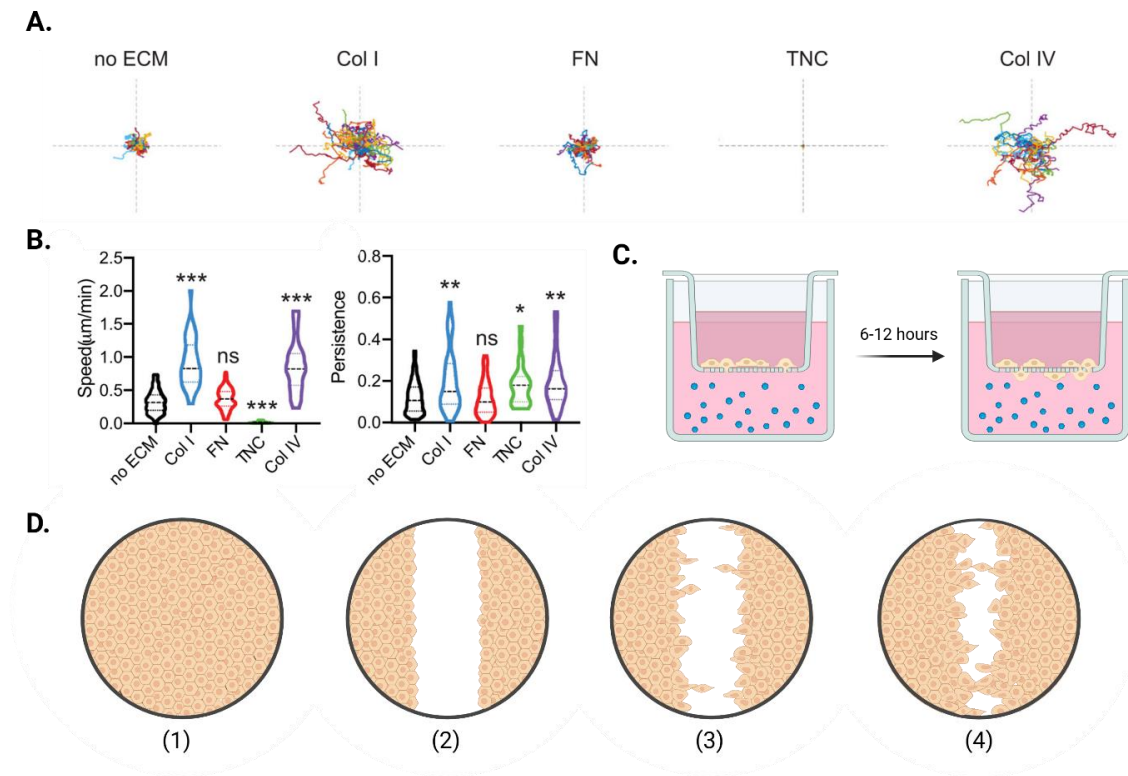 A.
no ECM Col I FN TNC Col IV
B.
Speed(μm/min)
2.5
2.0
1.5
1.0
0.5
0.0
***
***
ns
***
no ECM Col I FN TNC Col IV
Persistence
0.8
0.6
0.4
0.2
0.0
**
ns
*
**
no ECM Col I FN TNC Col IV
C.
6-12 hours
D.
(1) (2) (3) (4)